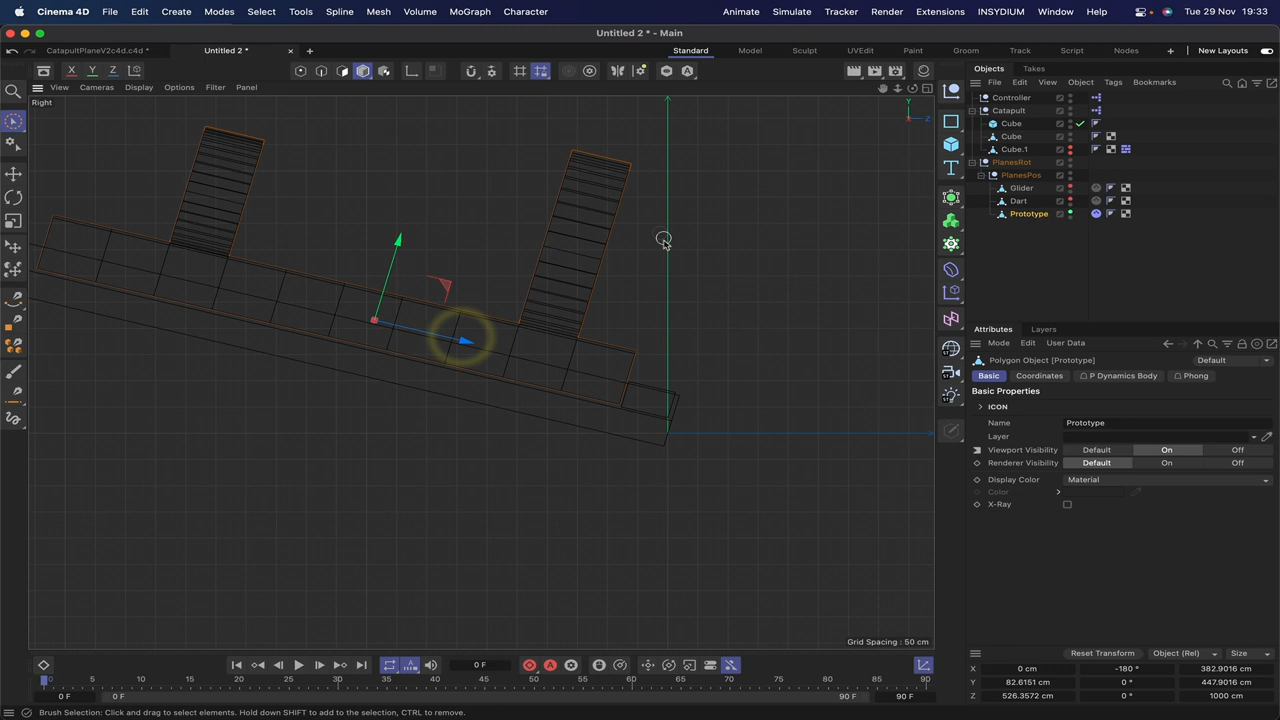 Cinema 4D File Edit Create Modes Select Tools Spline Mesh Volume MoGraph Character Animate Simulate Tracker Render Extensions INSYDIUM Window Help Tue 29 Nov 19:33
Untitled 2 * - Main
CatapultPlaneV2c4d.c4d * Untitled 2 * Standard Model Sculpt UVEdit Paint Groom Track Script Nodes New Layouts
X Y Z
Objects Takes
View Cameras Display Options Filter Panel
File Edit View Object Tags Bookmarks
Right
Y
Z
Controller
Catapult
Cube
Cube
Cube.1
PlanesRot
PlanesPos
Glider
Dart
Prototype
Attributes Layers
Mode Edit User Data
Polygon Object [Prototype] Default
Basic Coordinates P Dynamics Body Phong
Basic Properties
ICON
Name Prototype
Layer
Viewport Visibility Default On Off
Renderer Visibility Default On Off
Display Color Material
Color
X-Ray
Grid Spacing : 50 cm
0 F
Reset Transform Object (Rel) Size
X 0 cm -180 ° 382.9016 cm
Y 82.6151 cm 0 ° 447.9016 cm
Z 526.3572 cm 0 ° 1000 cm
0 5 10 15 20 25 30 35 40 45 50 55 60 65 70 75 80 85 90
0 F 0 F 90 F 90 F
Brush Selection: Click and drag to select elements. Hold down SHIFT to add to the selection, CTRL to remove.